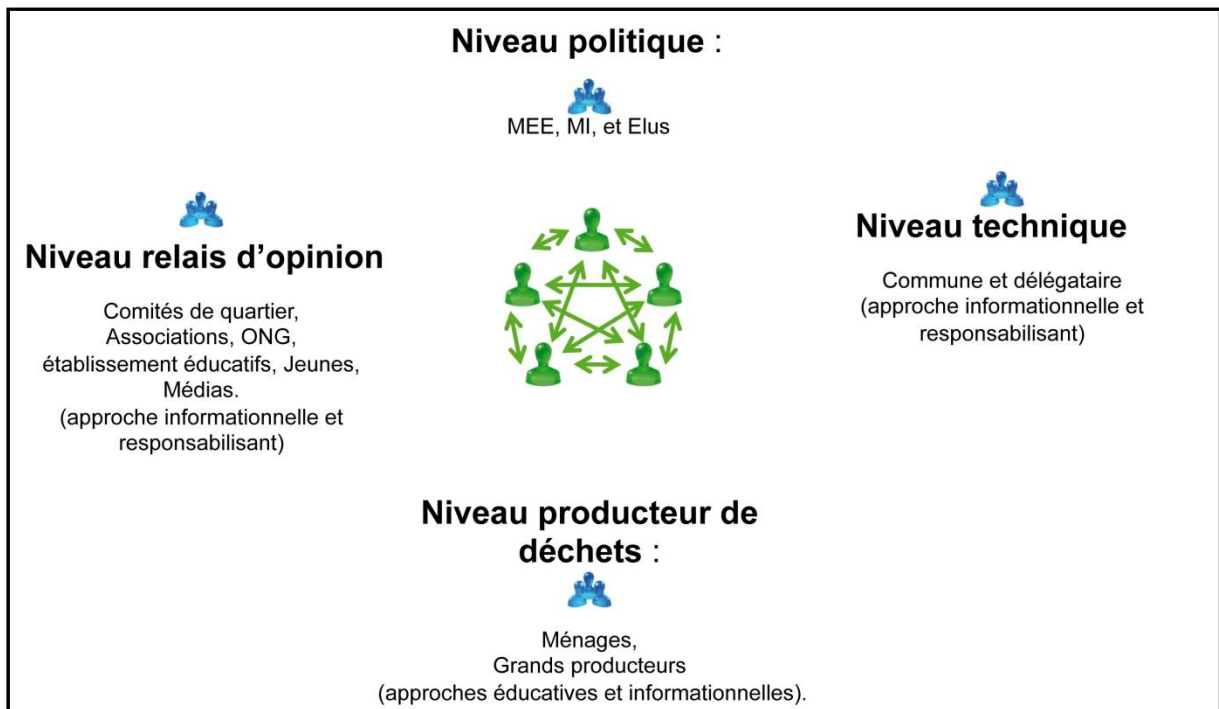 Niveau politique :
MEE, MI, et Elus
Niveau relais d’opinion
Comités de quartier,
Associations, ONG,
établissement éducatifs, Jeunes,
Médias.
(approche informationnelle et
responsabilisant)
Niveau technique
Commune et délégataire
(approche informationnelle et
responsabilisant)
Niveau producteur de
déchets :
Ménages,
Grands producteurs
(approches éducatives et informationnelles).